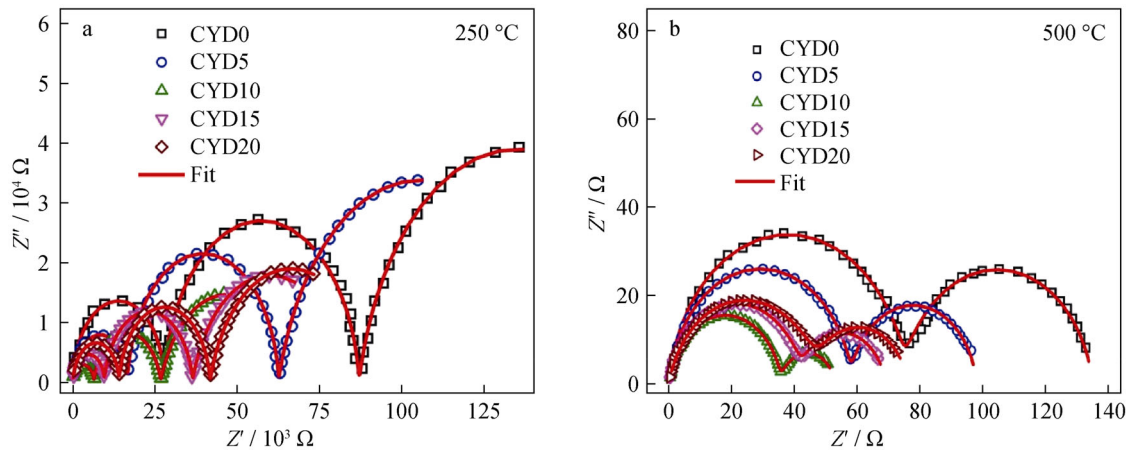 a
250 °C
CYD0
CYD5
CYD10
CYD15
CYD20
Fit
6
5
4
3
2
1
0
Z″ / 10⁴ Ω
0 25 50 75 100 125
Z′ / 10³ Ω
b
500 °C
CYD0
CYD5
CYD10
CYD15
CYD20
Fit
80
60
40
20
0
Z″ / Ω
0 20 40 60 80 100 120 140
Z′ / Ω